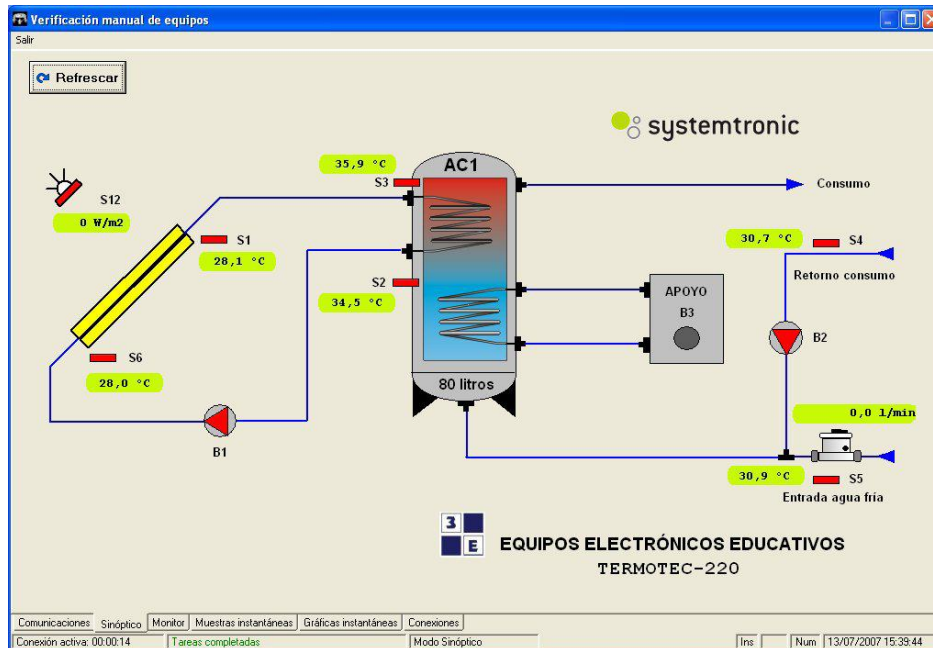 Verificación manual de equipos
Salir
Refrescar
systemtronic
35,9 °C
AC1
S3
Consumo
S12
0 W/m2
S1
30,7 °C
S4
28,1 °C
Retorno consumo
S2
APOYO
34,5 °C
B3
B2
S6
28,0 °C
80 litros
0,0 l/min
B1
30,9 °C
S5
Entrada agua fría
3
E
EQUIPOS ELECTRÓNICOS EDUCATIVOS
TERMOTEC-220
Comunicaciones Sinóptico Monitor Muestras instantáneas Gráficas instantáneas Conexiones
Conexión activa: 00:00:14 Tareas completadas Modo Sinóptico Ins Num 13/07/2007 15:39:44